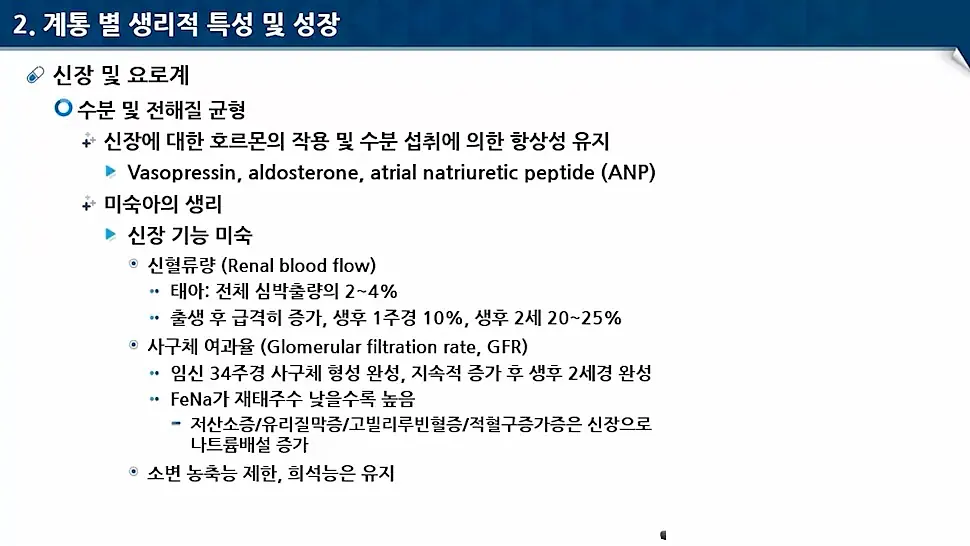 2. 계통 별 생리적 특성 및 성장
신장 및 요로계
수분 및 전해질 균형
신장에 대한 호르몬의 작용 및 수분 섭취에 의한 항상성 유지
Vasopressin, aldosterone, atrial natriuretic peptide (ANP)
미숙아의 생리
신장 기능 미숙
신혈류량 (Renal blood flow)
태아: 전체 심박출량의 2~4%
출생 후 급격히 증가, 생후 1주경 10%, 생후 2세 20~25%
사구체 여과율 (Glomerular filtration rate, GFR)
임신 34주경 사구체 형성 완성, 지속적 증가 후 생후 2세경 완성
FeNa가 재태주수 낮을수록 높음
저산소증/유리질막증/고빌리루빈혈증/적혈구증가증은 신장으로
나트륨배설 증가
소변 농축능 제한, 희석능은 유지